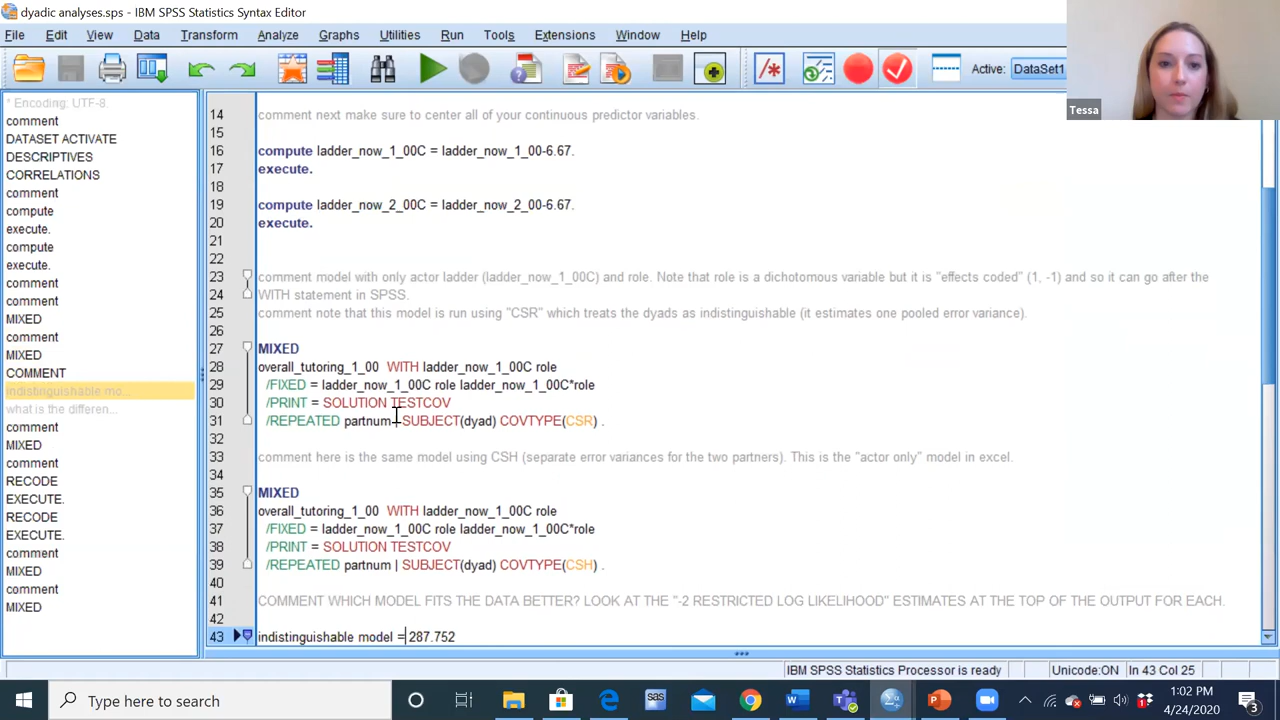 dyadic analyses.sps - IBM SPSS Statistics Syntax Editor
File Edit View Data Transform Analyze Graphs Utilities Run Tools Extensions Window Help
Active: DataSet1
Tessa
* Encoding: UTF-8.
comment
DATASET ACTIVATE
DESCRIPTIVES
CORRELATIONS
comment
compute
execute.
compute
execute.
comment
comment
MIXED
comment
MIXED
COMMENT
indistinguishable mo...
what is the differen...
comment
MIXED
RECODE
EXECUTE.
RECODE
EXECUTE.
comment
MIXED
comment
MIXED
14 comment next make sure to center all of your continuous predictor variables.
15
16 compute ladder_now_1_00C = ladder_now_1_00-6.67.
17 execute.
18
19 compute ladder_now_2_00C = ladder_now_2_00-6.67.
20 execute.
21
22
23 comment model with only actor ladder (ladder_now_1_00C) and role. Note that role is a dichotomous variable but it is "effects coded" (1, -1) and so it can go after the
24 WITH statement in SPSS.
25 comment note that this model is run using "CSR" which treats the dyads as indistinguishable (it estimates one pooled error variance).
26
27 MIXED
28 overall_tutoring_1_00 WITH ladder_now_1_00C role
29 /FIXED = ladder_now_1_00C role ladder_now_1_00C*role
30 /PRINT = SOLUTION TESTCOV
31 /REPEATED partnum | SUBJECT(dyad) COVTYPE(CSR) .
32
33 comment here is the same model using CSH (separate error variances for the two partners). This is the "actor only" model in excel.
34
35 MIXED
36 overall_tutoring_1_00 WITH ladder_now_1_00C role
37 /FIXED = ladder_now_1_00C role ladder_now_1_00C*role
38 /PRINT = SOLUTION TESTCOV
39 /REPEATED partnum | SUBJECT(dyad) COVTYPE(CSH) .
40
41 COMMENT WHICH MODEL FITS THE DATA BETTER? LOOK AT THE "-2 RESTRICTED LOG LIKELIHOOD" ESTIMATES AT THE TOP OF THE OUTPUT FOR EACH.
42
43 indistinguishable model = 287.752
IBM SPSS Statistics Processor is ready Unicode:ON In 43 Col 25
Type here to search
sas
1:02 PM
4/24/2020
3